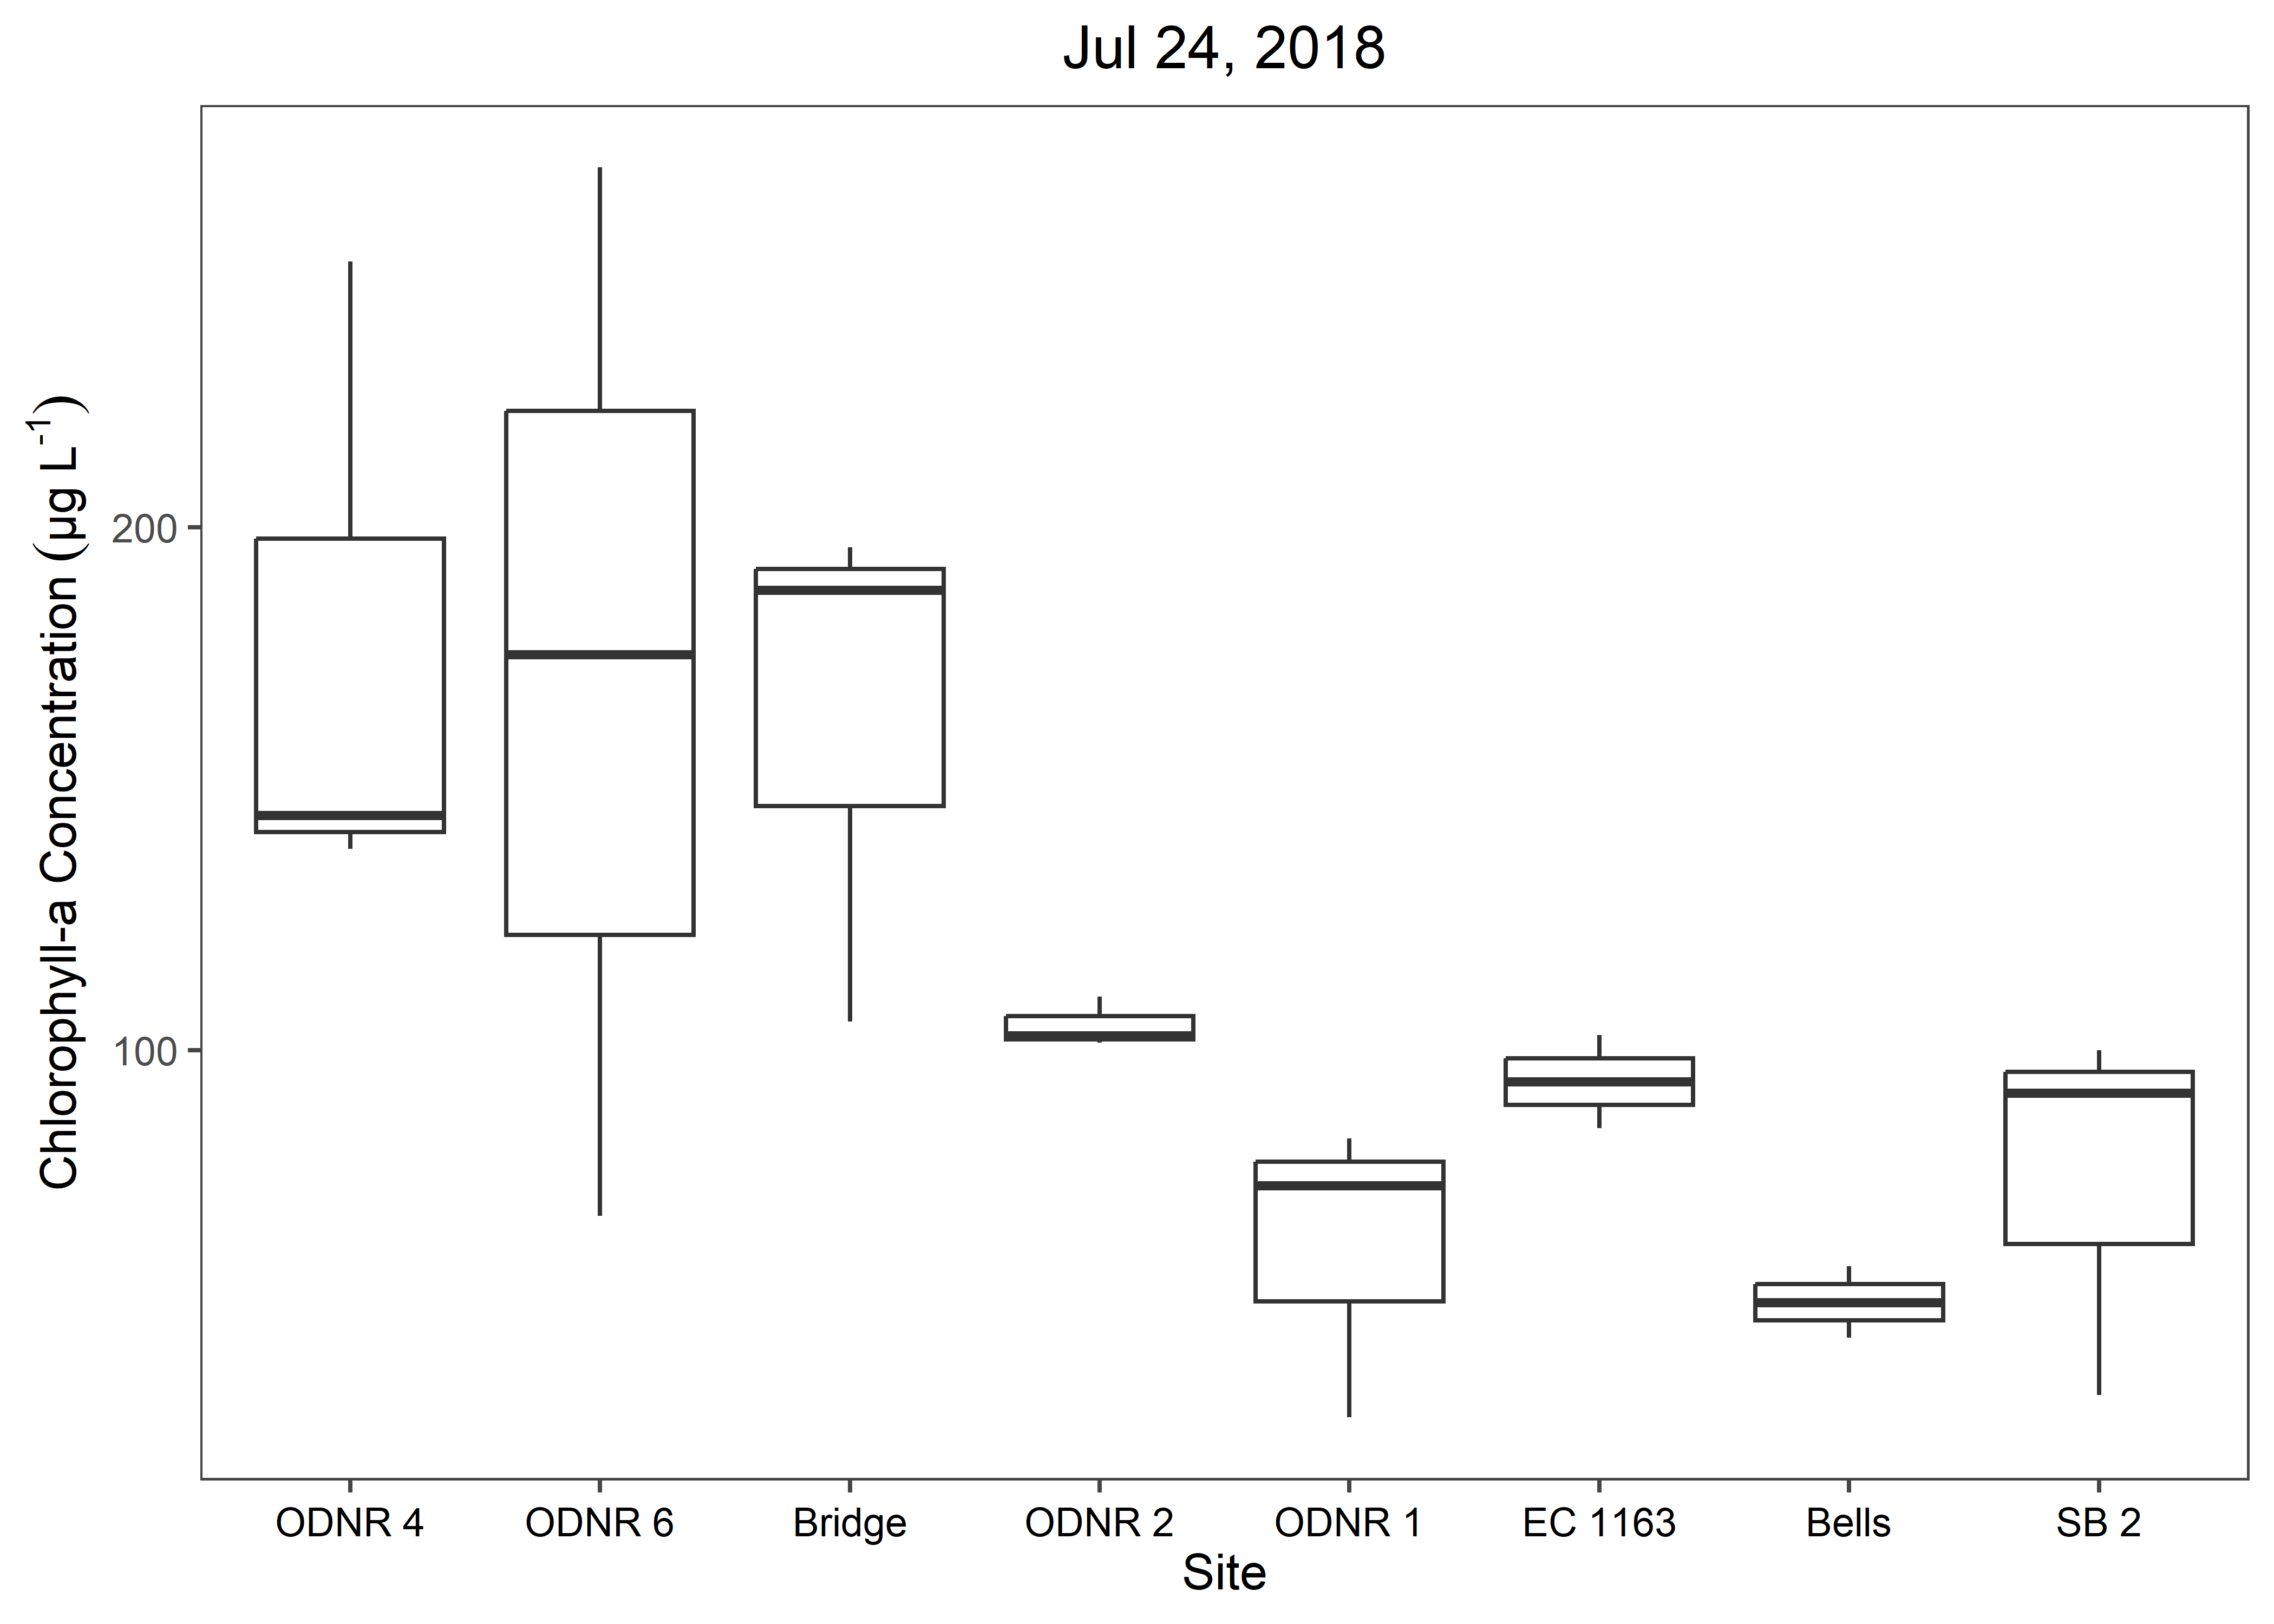 Jul 24, 2018
Chlorophyll-a Concentration (µg L⁻¹)
200
100
ODNR 4 ODNR 6 Bridge ODNR 2 ODNR 1 EC 1163 Bells SB 2
Site